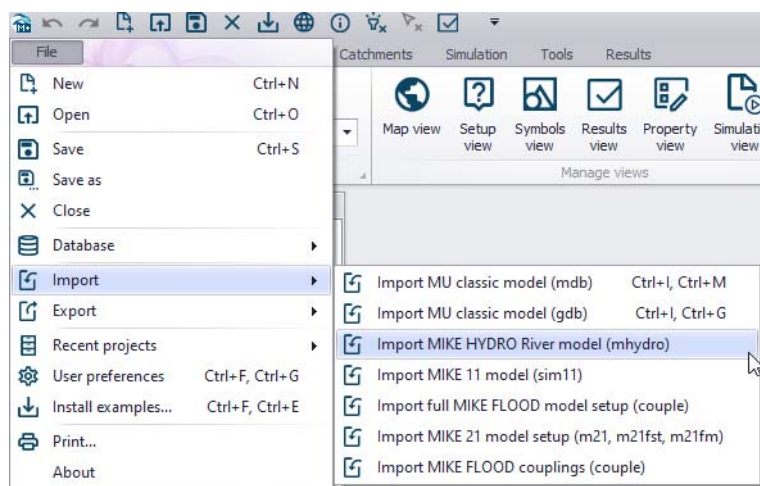 File
Catchments Simulation Tools Results
New Ctrl+N
Open Ctrl+O
Save Ctrl+S
Save as
Close
Database
Import
Export
Recent projects
User preferences Ctrl+F, Ctrl+G
Install examples... Ctrl+F, Ctrl+E
Print...
About
Map view
Setup view
Symbols view
Results view
Property view
view
Manage views
Import MU classic model (mdb) Ctrl+I, Ctrl+M
Import MU classic model (gdb) Ctrl+I, Ctrl+G
Import MIKE HYDRO River model (mhydro)
Import MIKE 11 model (sim11)
Import full MIKE FLOOD model setup (couple)
Import MIKE 21 model setup (m21, m21fst, m21fm)
Import MIKE FLOOD couplings (couple)